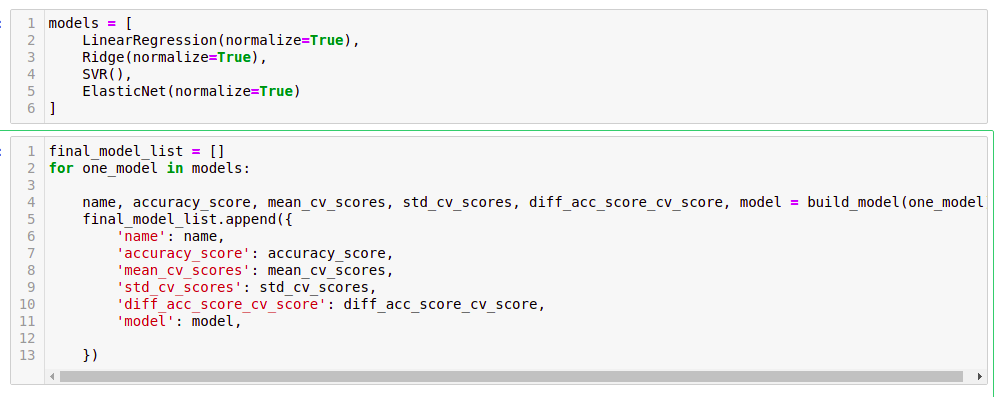 1 models = [
2     LinearRegression(normalize=True),
3     Ridge(normalize=True),
4     SVR(),
5     ElasticNet(normalize=True)
6 ]
1 final_model_list = []
2 for one_model in models:
3
4     name, accuracy_score, mean_cv_scores, std_cv_scores, diff_acc_score_cv_score, model = build_model(one_model
5     final_model_list.append({
6         'name': name,
7         'accuracy_score': accuracy_score,
8         'mean_cv_scores': mean_cv_scores,
9         'std_cv_scores': std_cv_scores,
10         'diff_acc_score_cv_score': diff_acc_score_cv_score,
11         'model': model,
12
13     })